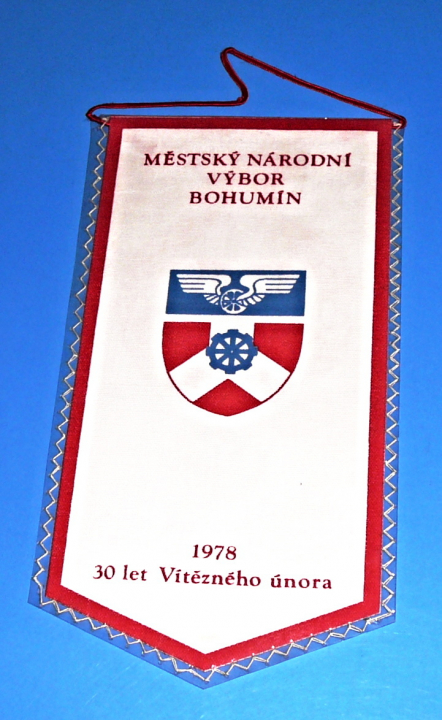 MĚSTSKÝ NÁRODNÍ
VÝBOR
BOHUMÍN
1978
30 let Vítězného února